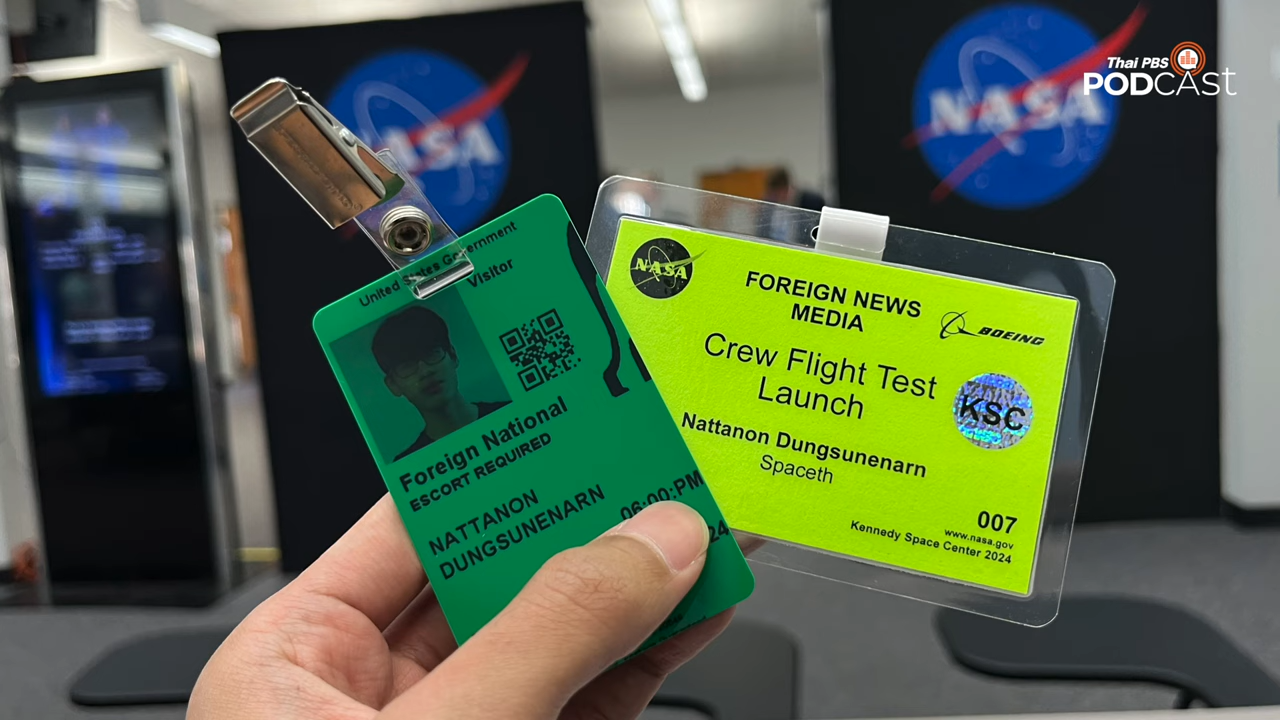 Thai PBS
PODCAST
NASA
NASA
United States Government
Visitor
Foreign National
ESCORT REQUIRED
NATTANON
DUNGSUNENARN
06:00:PM
24
NASA
FOREIGN NEWS
MEDIA
BOEING
Crew Flight Test
Launch
KSC
Nattanon Dungsunenarn
Spaceth
007
www.nasa.gov
Kennedy Space Center 2024